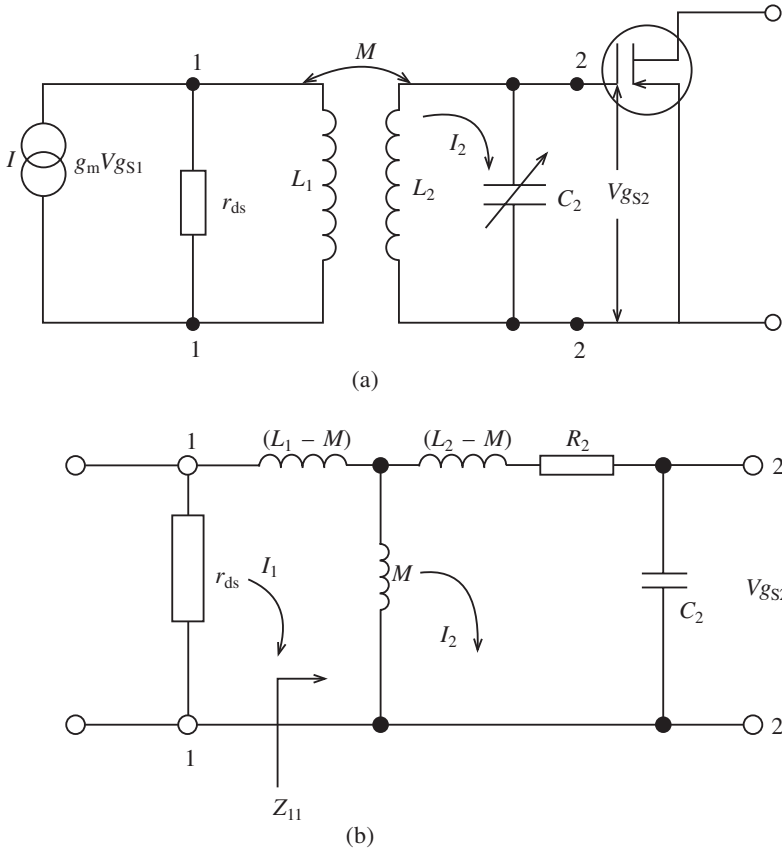 M
1
2
I
g_m Vg_S1
r_ds
L_1
L_2
I_2
C_2
Vg_S2
1
2
(a)
1
(L_1 – M)
(L_2 – M)
R_2
2
r_ds
I_1
M
I_2
C_2
Vg_S2
1
2
Z_11
(b)